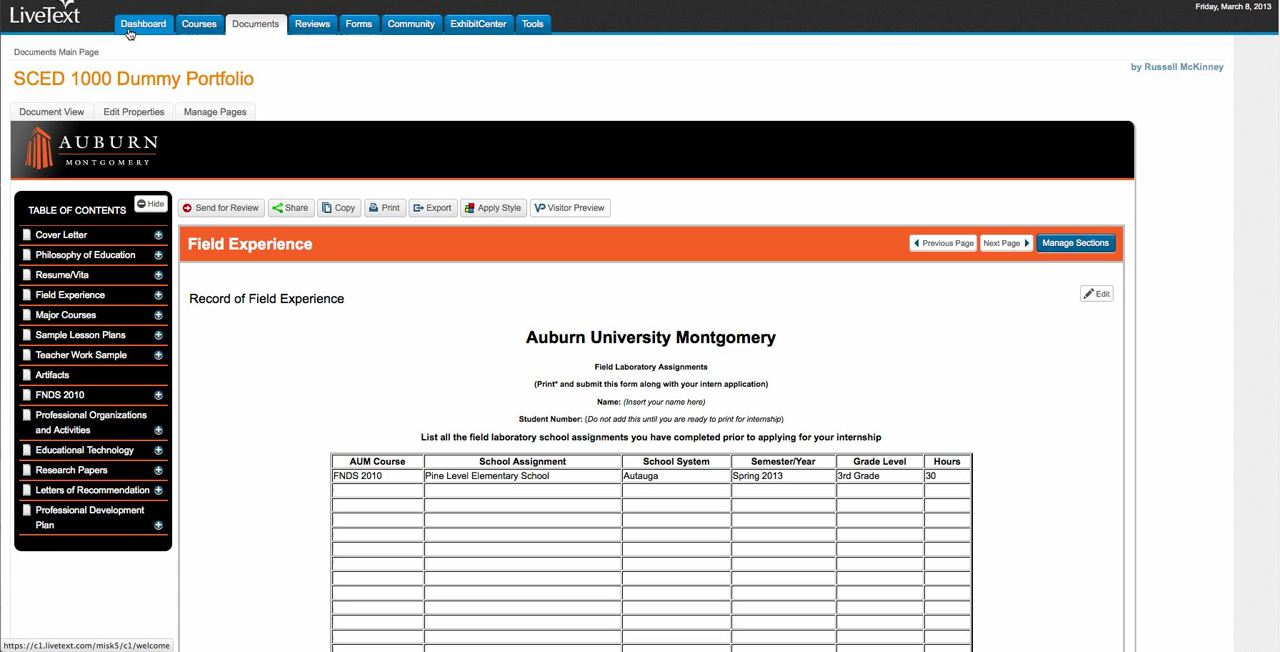 LiveText
Friday, March 8, 2013
Dashboard Courses Documents Reviews Forms Community ExhibitCenter Tools
Documents Main Page
by Russell McKinney
SCED 1000 Dummy Portfolio
Document View Edit Properties Manage Pages
AUBURN
MONTGOMERY
TABLE OF CONTENTS Hide
Cover Letter
Philosophy of Education
Resume/Vita
Field Experience
Major Courses
Sample Lesson Plans
Teacher Work Sample
Artifacts
FNDS 2010
Professional Organizations
and Activities
Educational Technology
Research Papers
Letters of Recommendation
Professional Development
Plan
Send for Review Share Copy Print Export Apply Style VP Visitor Preview
Field Experience Previous Page Next Page Manage Sections
Record of Field Experience Edit
Auburn University Montgomery
Field Laboratory Assignments
(Print* and submit this form along with your intern application)
Name: (Insert your name here)
Student Number: (Do not add this until you are ready to print for internship)
List all the field laboratory school assignments you have completed prior to applying for your internship
AUM Course School Assignment School System Semester/Year Grade Level Hours
FNDS 2010 Pine Level Elementary School Autauga Spring 2013 3rd Grade 30
https://c1.livetext.com/misk5/c1/welcome